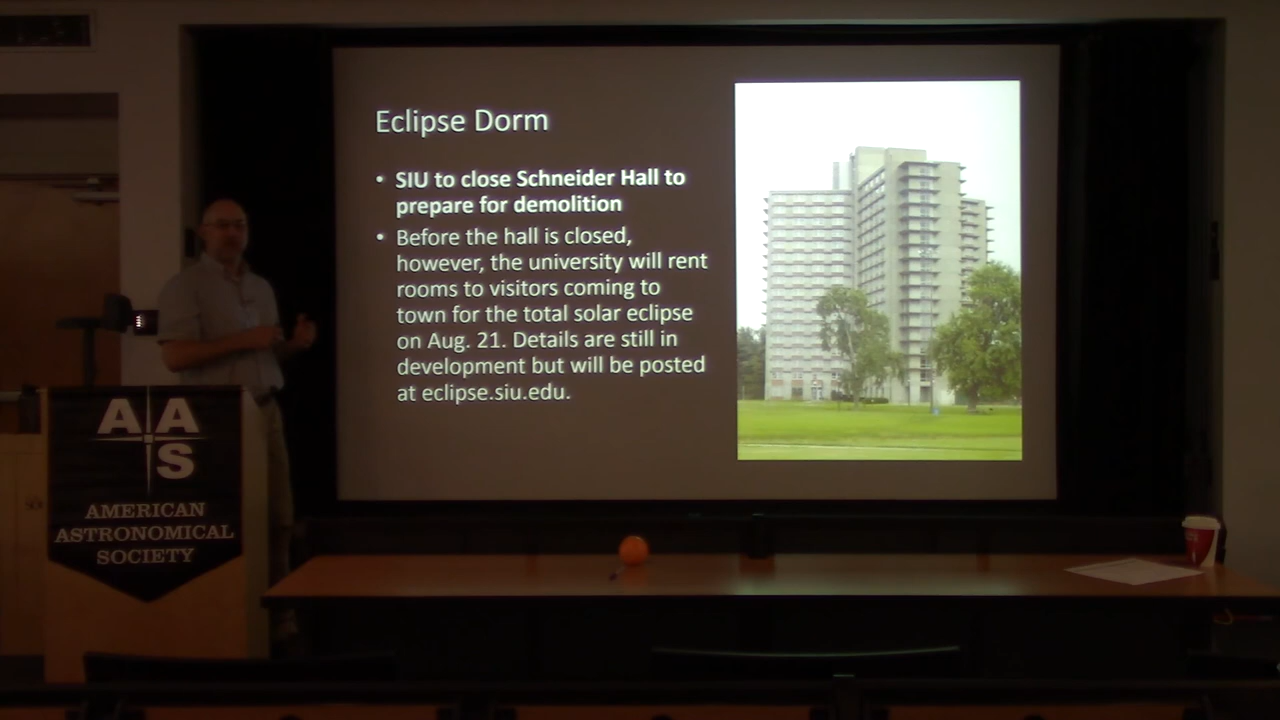 Eclipse Dorm
• SIU to close Schneider Hall to
prepare for demolition
• Before the hall is closed,
however, the university will rent
rooms to visitors coming to
town for the total solar eclipse
on Aug. 21. Details are still in
development but will be posted
at eclipse.siu.edu.
AAS
AMERICAN
ASTRONOMICAL
SOCIETY